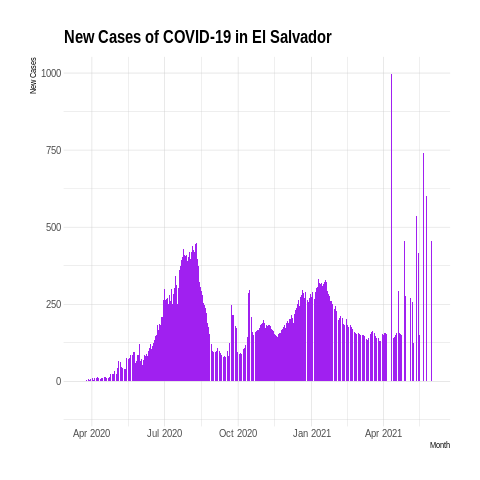 New Cases of COVID-19 in El Salvador
New Cases
1000
750
500
250
0
Apr 2020 Jul 2020 Oct 2020 Jan 2021 Apr 2021
Month